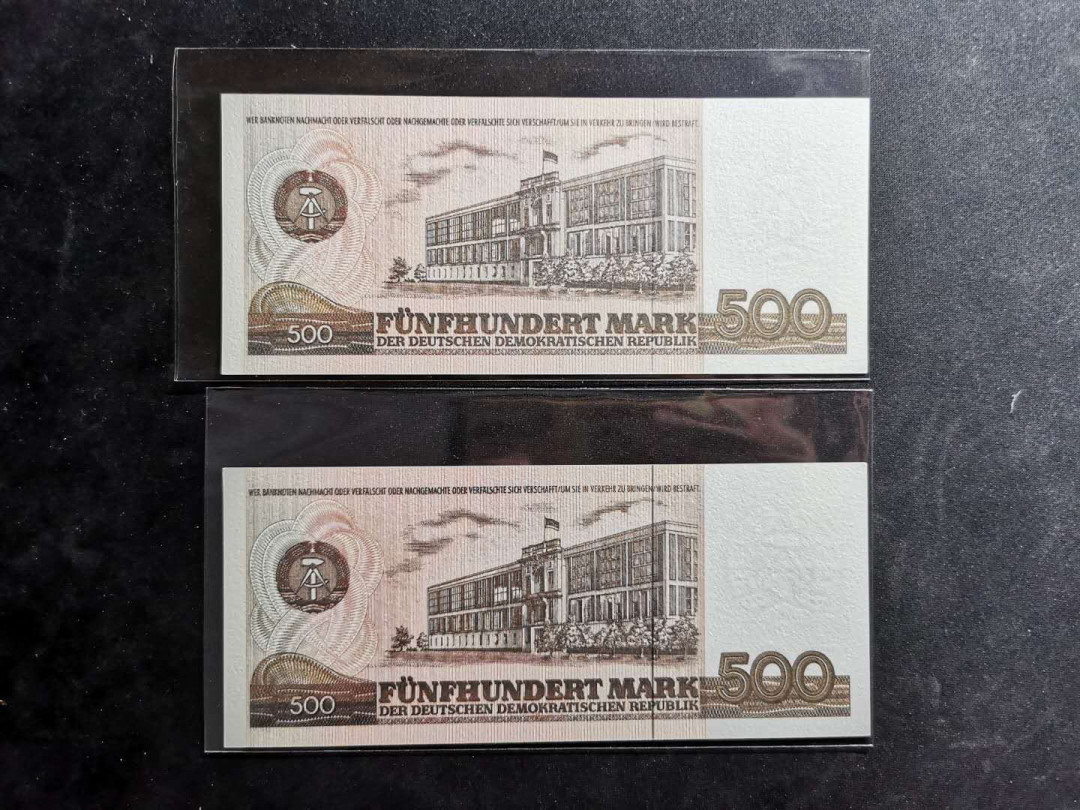 WER BANKNOTEN NACHMACHT ODER VERFÄLSCHT ODER NACHGEMACHTE ODER VERFÄLSCHTE SICH VERSCHAFFT/UM SIE IN VERKEHR ZU BRINGEN/WIRD BESTRAFT.
500
FÜNFHUNDERT MARK
DER DEUTSCHEN DEMOKRATISCHEN REPUBLIK
500
WER BANKNOTEN NACHMACHT ODER VERFÄLSCHT ODER NACHGEMACHTE ODER VERFÄLSCHTE SICH VERSCHAFFT/UM SIE IN VERKEHR ZU BRINGEN/WIRD BESTRAFT.
500
FÜNFHUNDERT MARK
DER DEUTSCHEN DEMOKRATISCHEN REPUBLIK
500